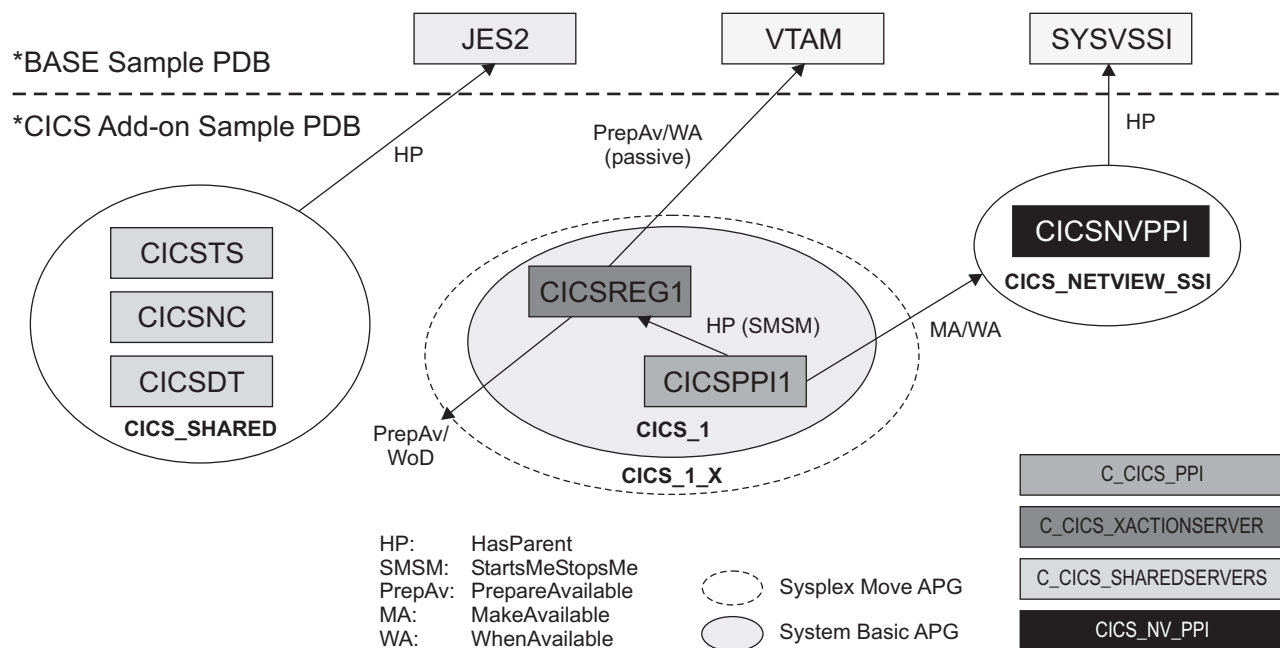 JES2
VTAM
SYSVSSI
*BASE Sample PDB
*CICS Add-on Sample PDB
HP
PrepAv/WA
(passive)
HP
CICSTS
CICSNC
CICSDT
CICS_SHARED
CICSREG1
HP (SMSM)
CICSPPI1
CICS_1
CICS_1_X
PrepAv/
WoD
MA/WA
CICSNVPPI
CICS_NETVIEW_SSI
HP: HasParent
SMSM: StartsMeStopsMe
PrepAv: PrepareAvailable
MA: MakeAvailable
WA: WhenAvailable
Sysplex Move APG
System Basic APG
C_CICS_PPI
C_CICS_XACTIONSERVER
C_CICS_SHAREDSERVERS
CICS_NV_PPI